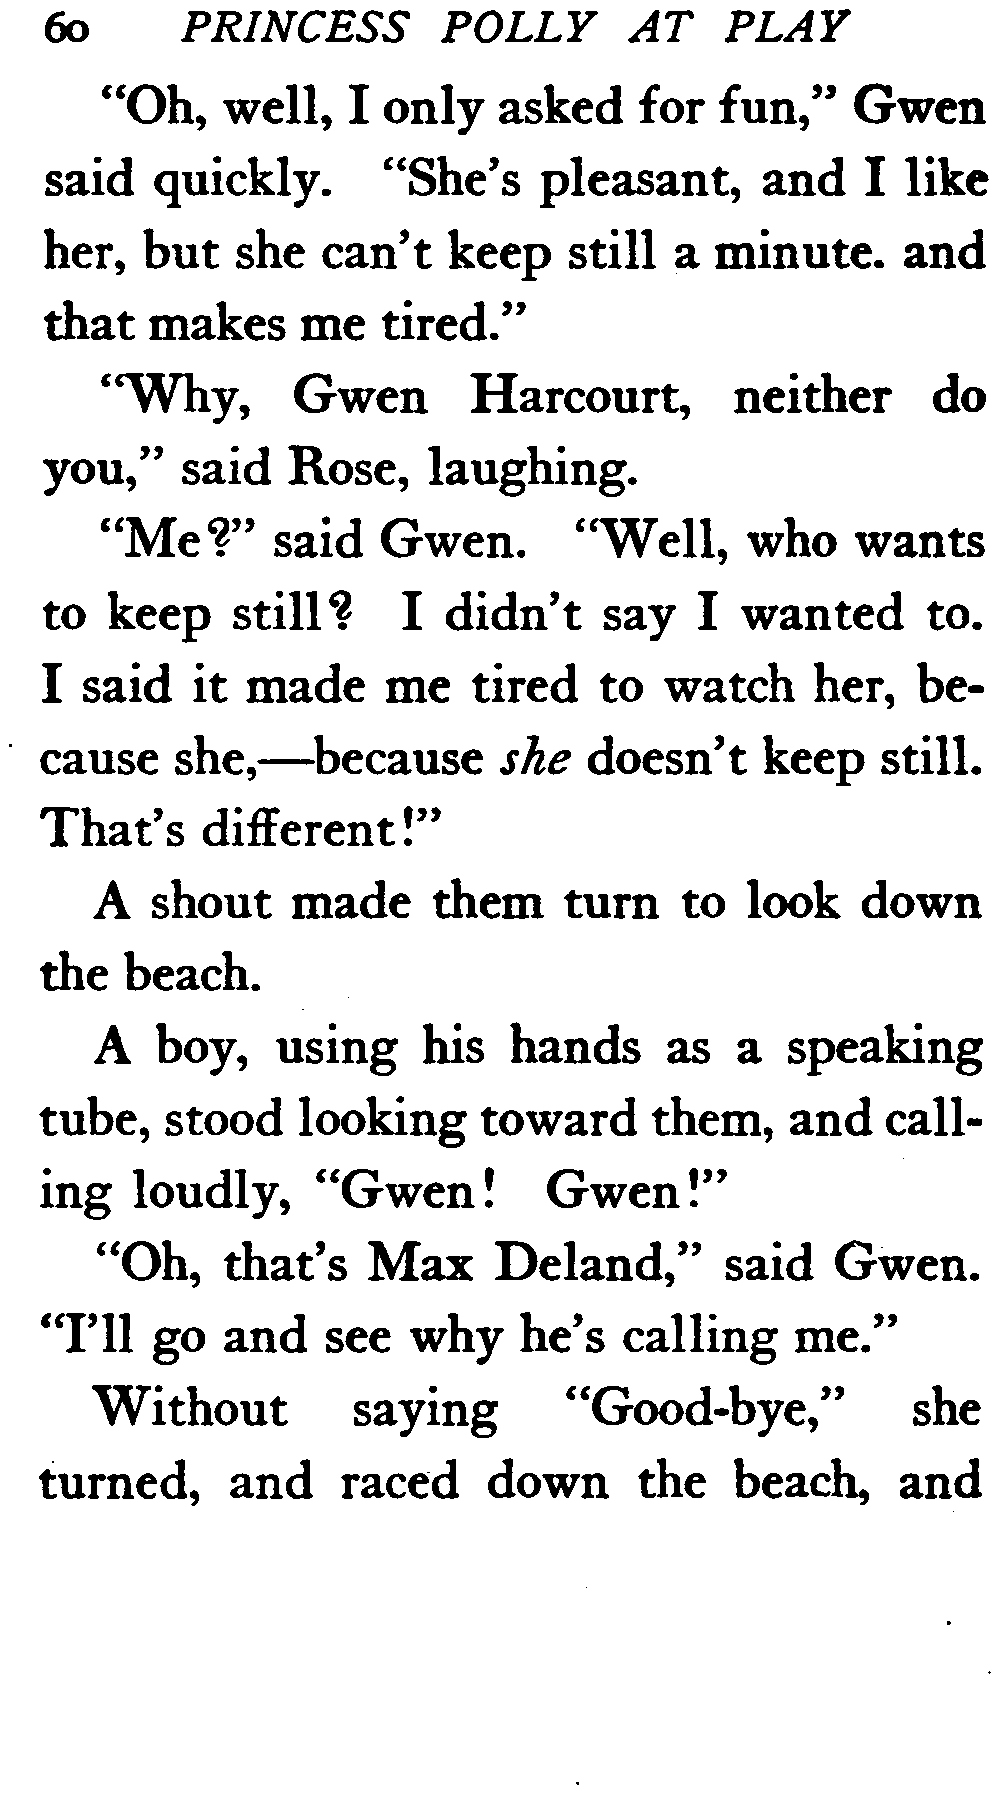 60 PRINCESS POLLY AT PLAY
"Oh, well, I only asked for fun," Gwen
said quickly. "She's pleasant, and I like
her, but she can't keep still a minute. and
that makes me tired."
"Why, Gwen Harcourt, neither do
you," said Rose, laughing.
"Me?" said Gwen. "Well, who wants
to keep still? I didn't say I wanted to.
I said it made me tired to watch her, be-
cause she,—because she doesn't keep still.
That's different!"
A shout made them turn to look down
the beach.
A boy, using his hands as a speaking
tube, stood looking toward them, and call-
ing loudly, "Gwen! Gwen!"
"Oh, that's Max Deland," said Gwen.
"I'll go and see why he's calling me."
Without saying "Good-bye," she
turned, and raced down the beach, and